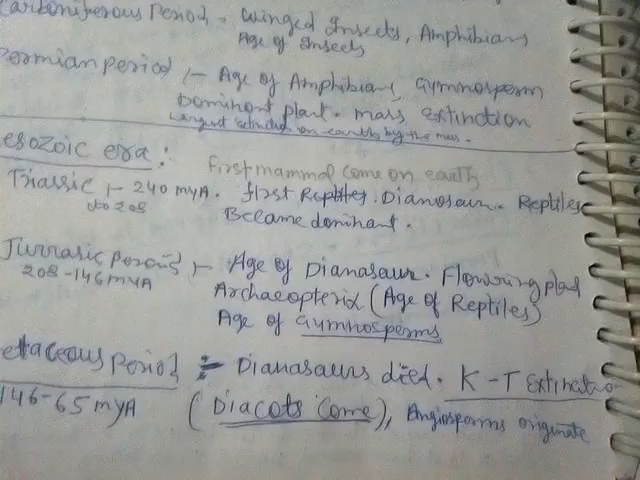 Carboniferous Period - Winged Insects, Amphibians
Age of Insects
Permian period :- Age of Amphibian, Gymnosperm
Dominant plant. mass extinction
Largest extinction on earth by the mass.
esozoic era:
First mammal come on earth
Triassic :- 240 mYA. first Reptiles. Dianosaur. Reptiles
to 208
Became dominant.
Jurrasic period :- Age of Dianasaur. Flowring plant
208-146 mYA
Archaeopterix (Age of Reptiles)
Age of Gymnosperms
etaceous Period :- Dianasaurs died. K-T Extinction
146-65 mYA
(Diacots Come), Angiosperms originate